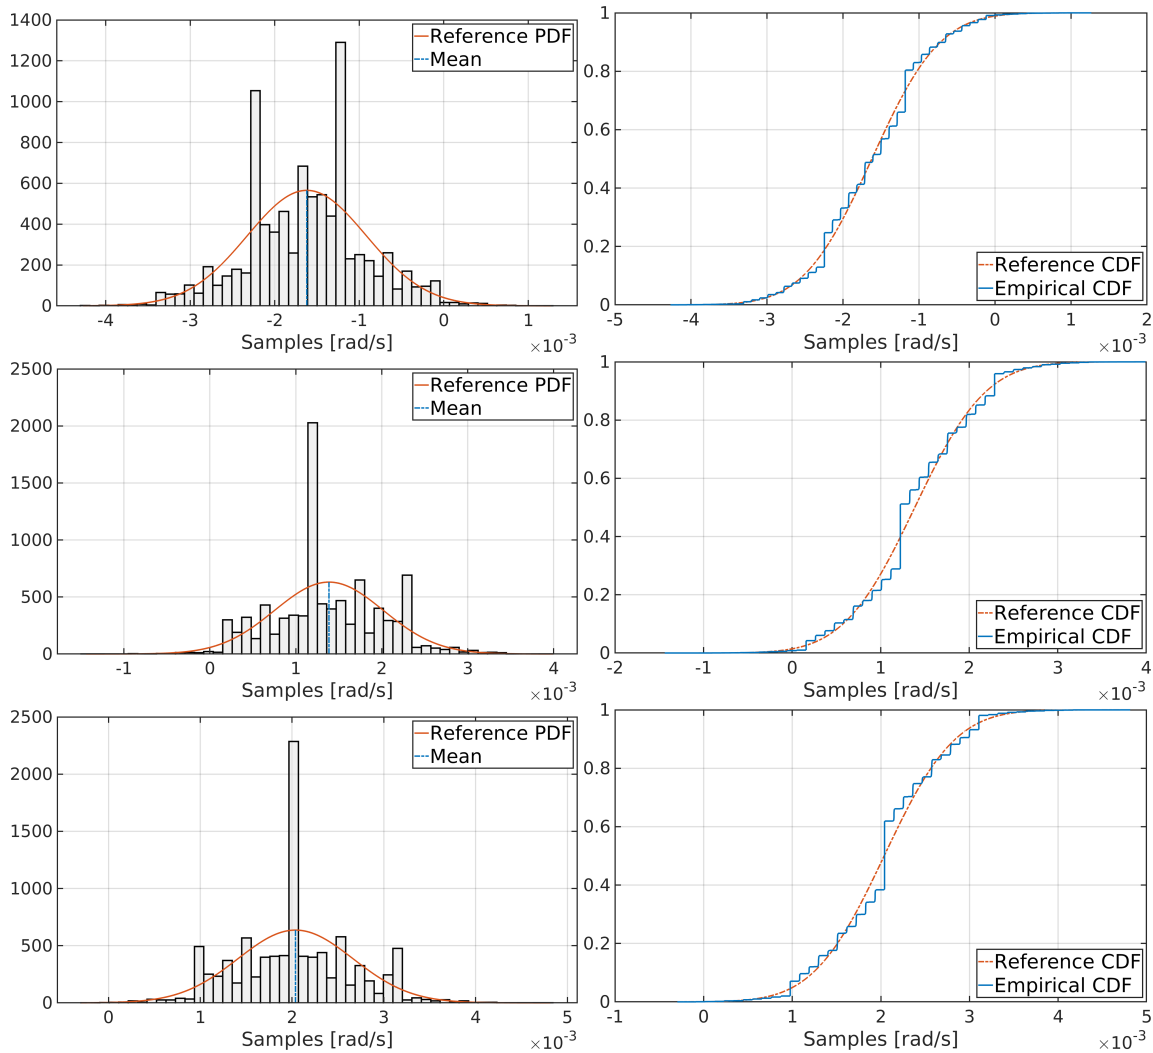 1400
1200
1000
800
600
400
200
0
-4 -3 -2 -1 0 1
Samples [rad/s]
×10-3
Reference PDF
Mean
1
0.8
0.6
0.4
0.2
0
-5 -4 -3 -2 -1 0 1 2
Samples [rad/s]
×10-3
Reference CDF
Empirical CDF
2500
2000
1500
1000
500
0
-1 0 1 2 3 4
Samples [rad/s]
×10-3
Reference PDF
Mean
1
0.8
0.6
0.4
0.2
0
-2 -1 0 1 2 3 4
Samples [rad/s]
×10-3
Reference CDF
Empirical CDF
2500
2000
1500
1000
500
0
0 1 2 3 4 5
Samples [rad/s]
×10-3
Reference PDF
Mean
1
0.8
0.6
0.4
0.2
0
-1 0 1 2 3 4 5
Samples [rad/s]
×10-3
Reference CDF
Empirical CDF